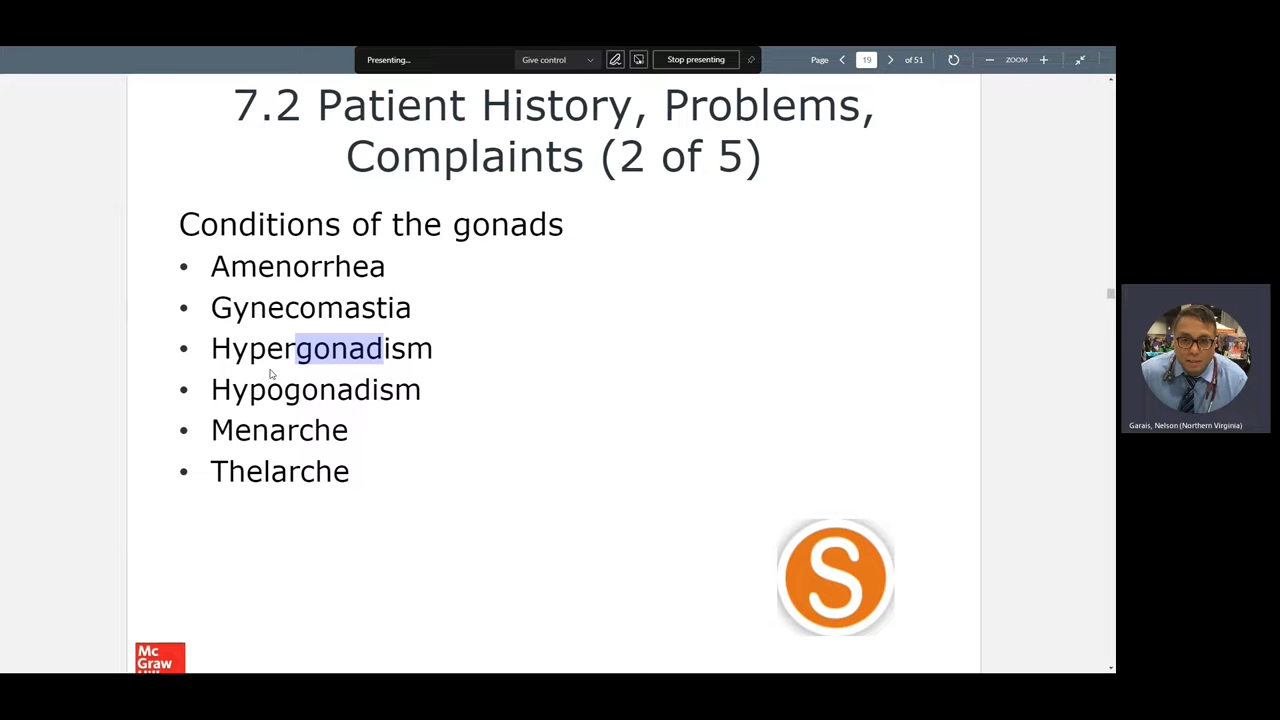 Presenting...
Give control
Stop presenting
Page
19
of 51
ZOOM
7.2 Patient History, Problems,
Complaints (2 of 5)
Conditions of the gonads
• Amenorrhea
• Gynecomastia
• Hypergonadism
• Hypogonadism
• Menarche
• Thelarche
S
Mc
Graw
Garais, Nelson (Northern Virginia)